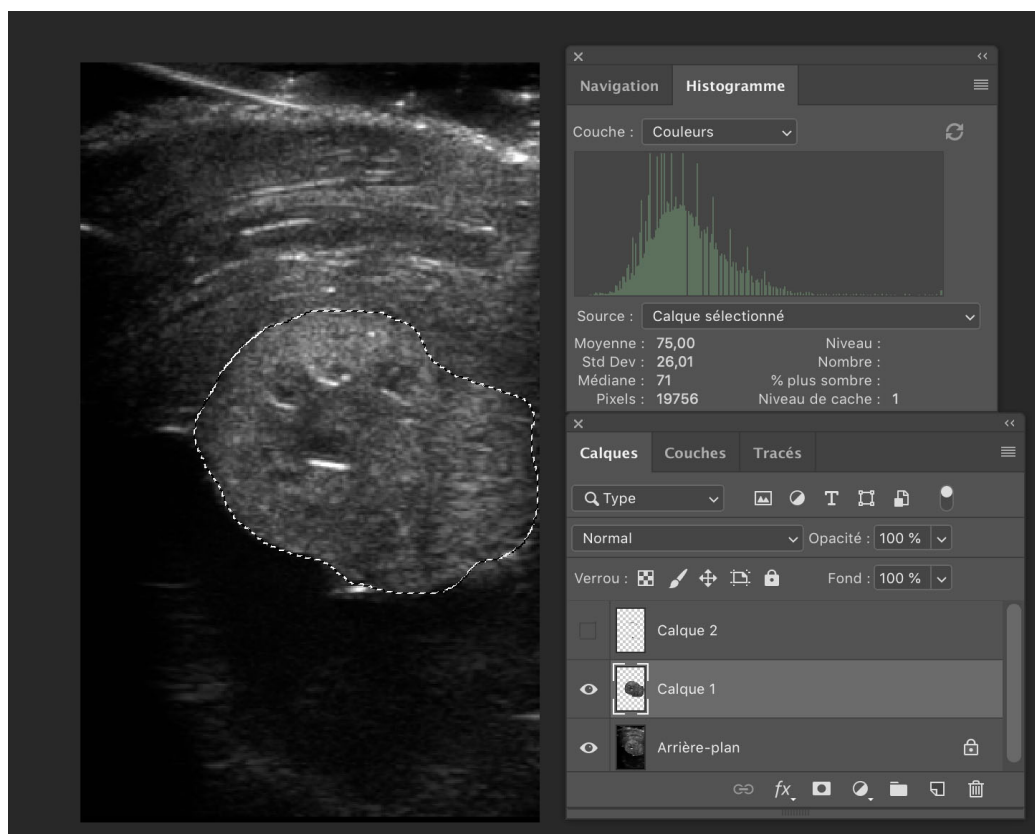 Navigation Histogramme
Couche : Couleurs
Source : Calque sélectionné
Moyenne : 75,00 Niveau :
Std Dev : 26,01 Nombre :
Médiane : 71 % plus sombre :
Pixels : 19756 Niveau de cache : 1
Calques Couches Tracés
Type
Normal Opacité : 100 %
Verrou : Fond : 100 %
Calque 2
Calque 1
Arrière-plan
fx